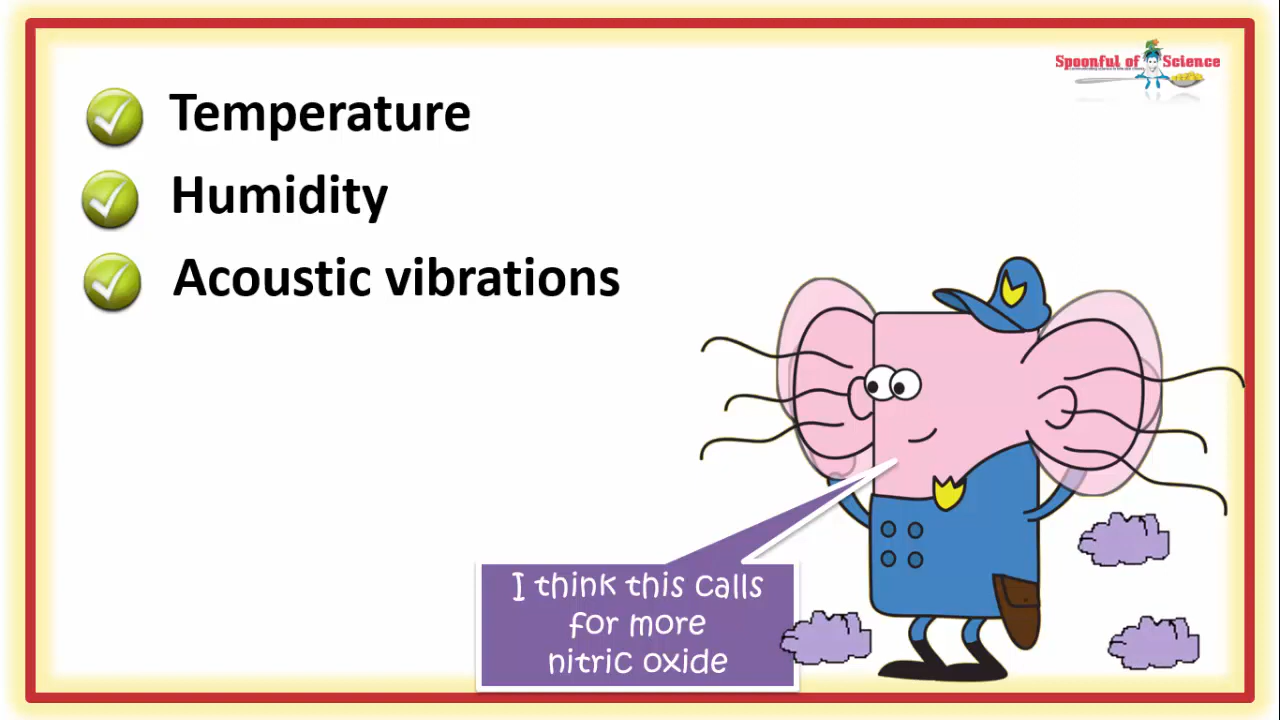 Spoonful of Science
Temperature
Humidity
Acoustic vibrations
I think this calls
for more
nitric oxide